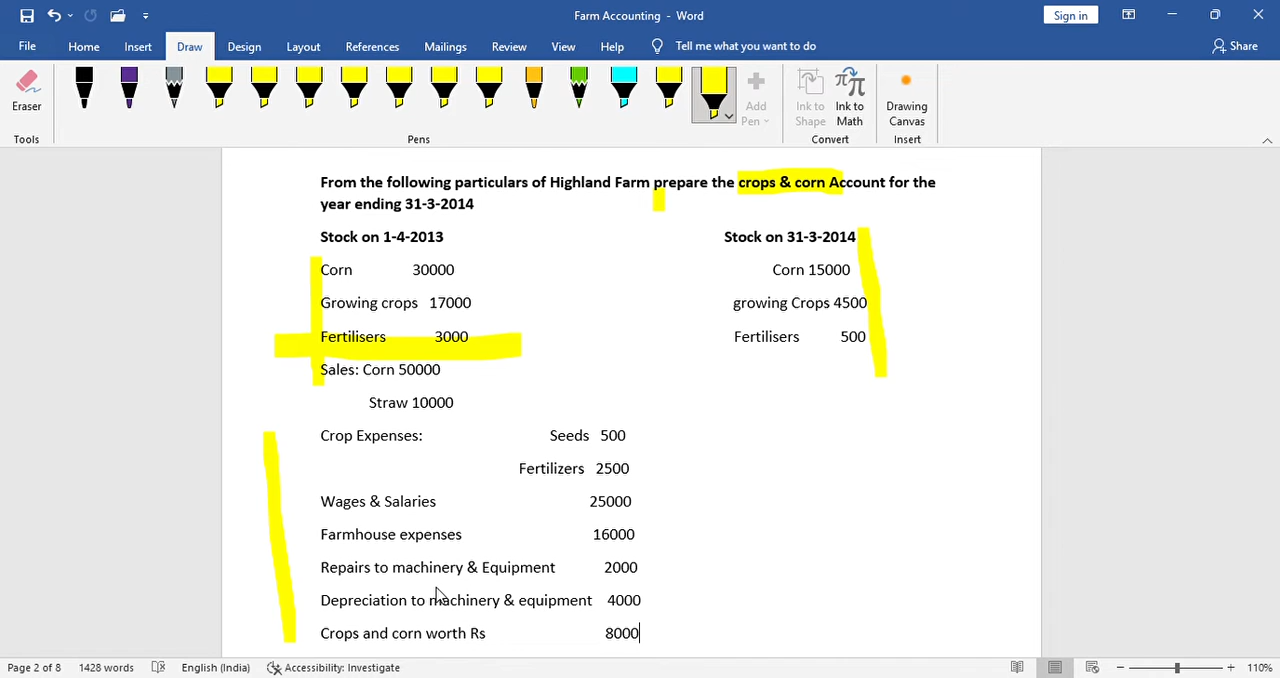 Farm Accounting - Word
Sign in
File Home Insert Draw Design Layout References Mailings Review View Help Tell me what you want to do Share
Eraser
Add Pen
Ink to Shape
Ink to Math
Drawing Canvas
Tools Pens Convert Insert
From the following particulars of Highland Farm prepare the crops & corn Account for the
year ending 31-3-2014
Stock on 1-4-2013 Stock on 31-3-2014
Corn 30000 Corn 15000
Growing crops 17000 growing Crops 4500
Fertilisers 3000 Fertilisers 500
Sales: Corn 50000
Straw 10000
Crop Expenses: Seeds 500
Fertilizers 2500
Wages & Salaries 25000
Farmhouse expenses 16000
Repairs to machinery & Equipment 2000
Depreciation to machinery & equipment 4000
Crops and corn worth Rs 8000
Page 2 of 8 1428 words English (India) Accessibility: Investigate 110%